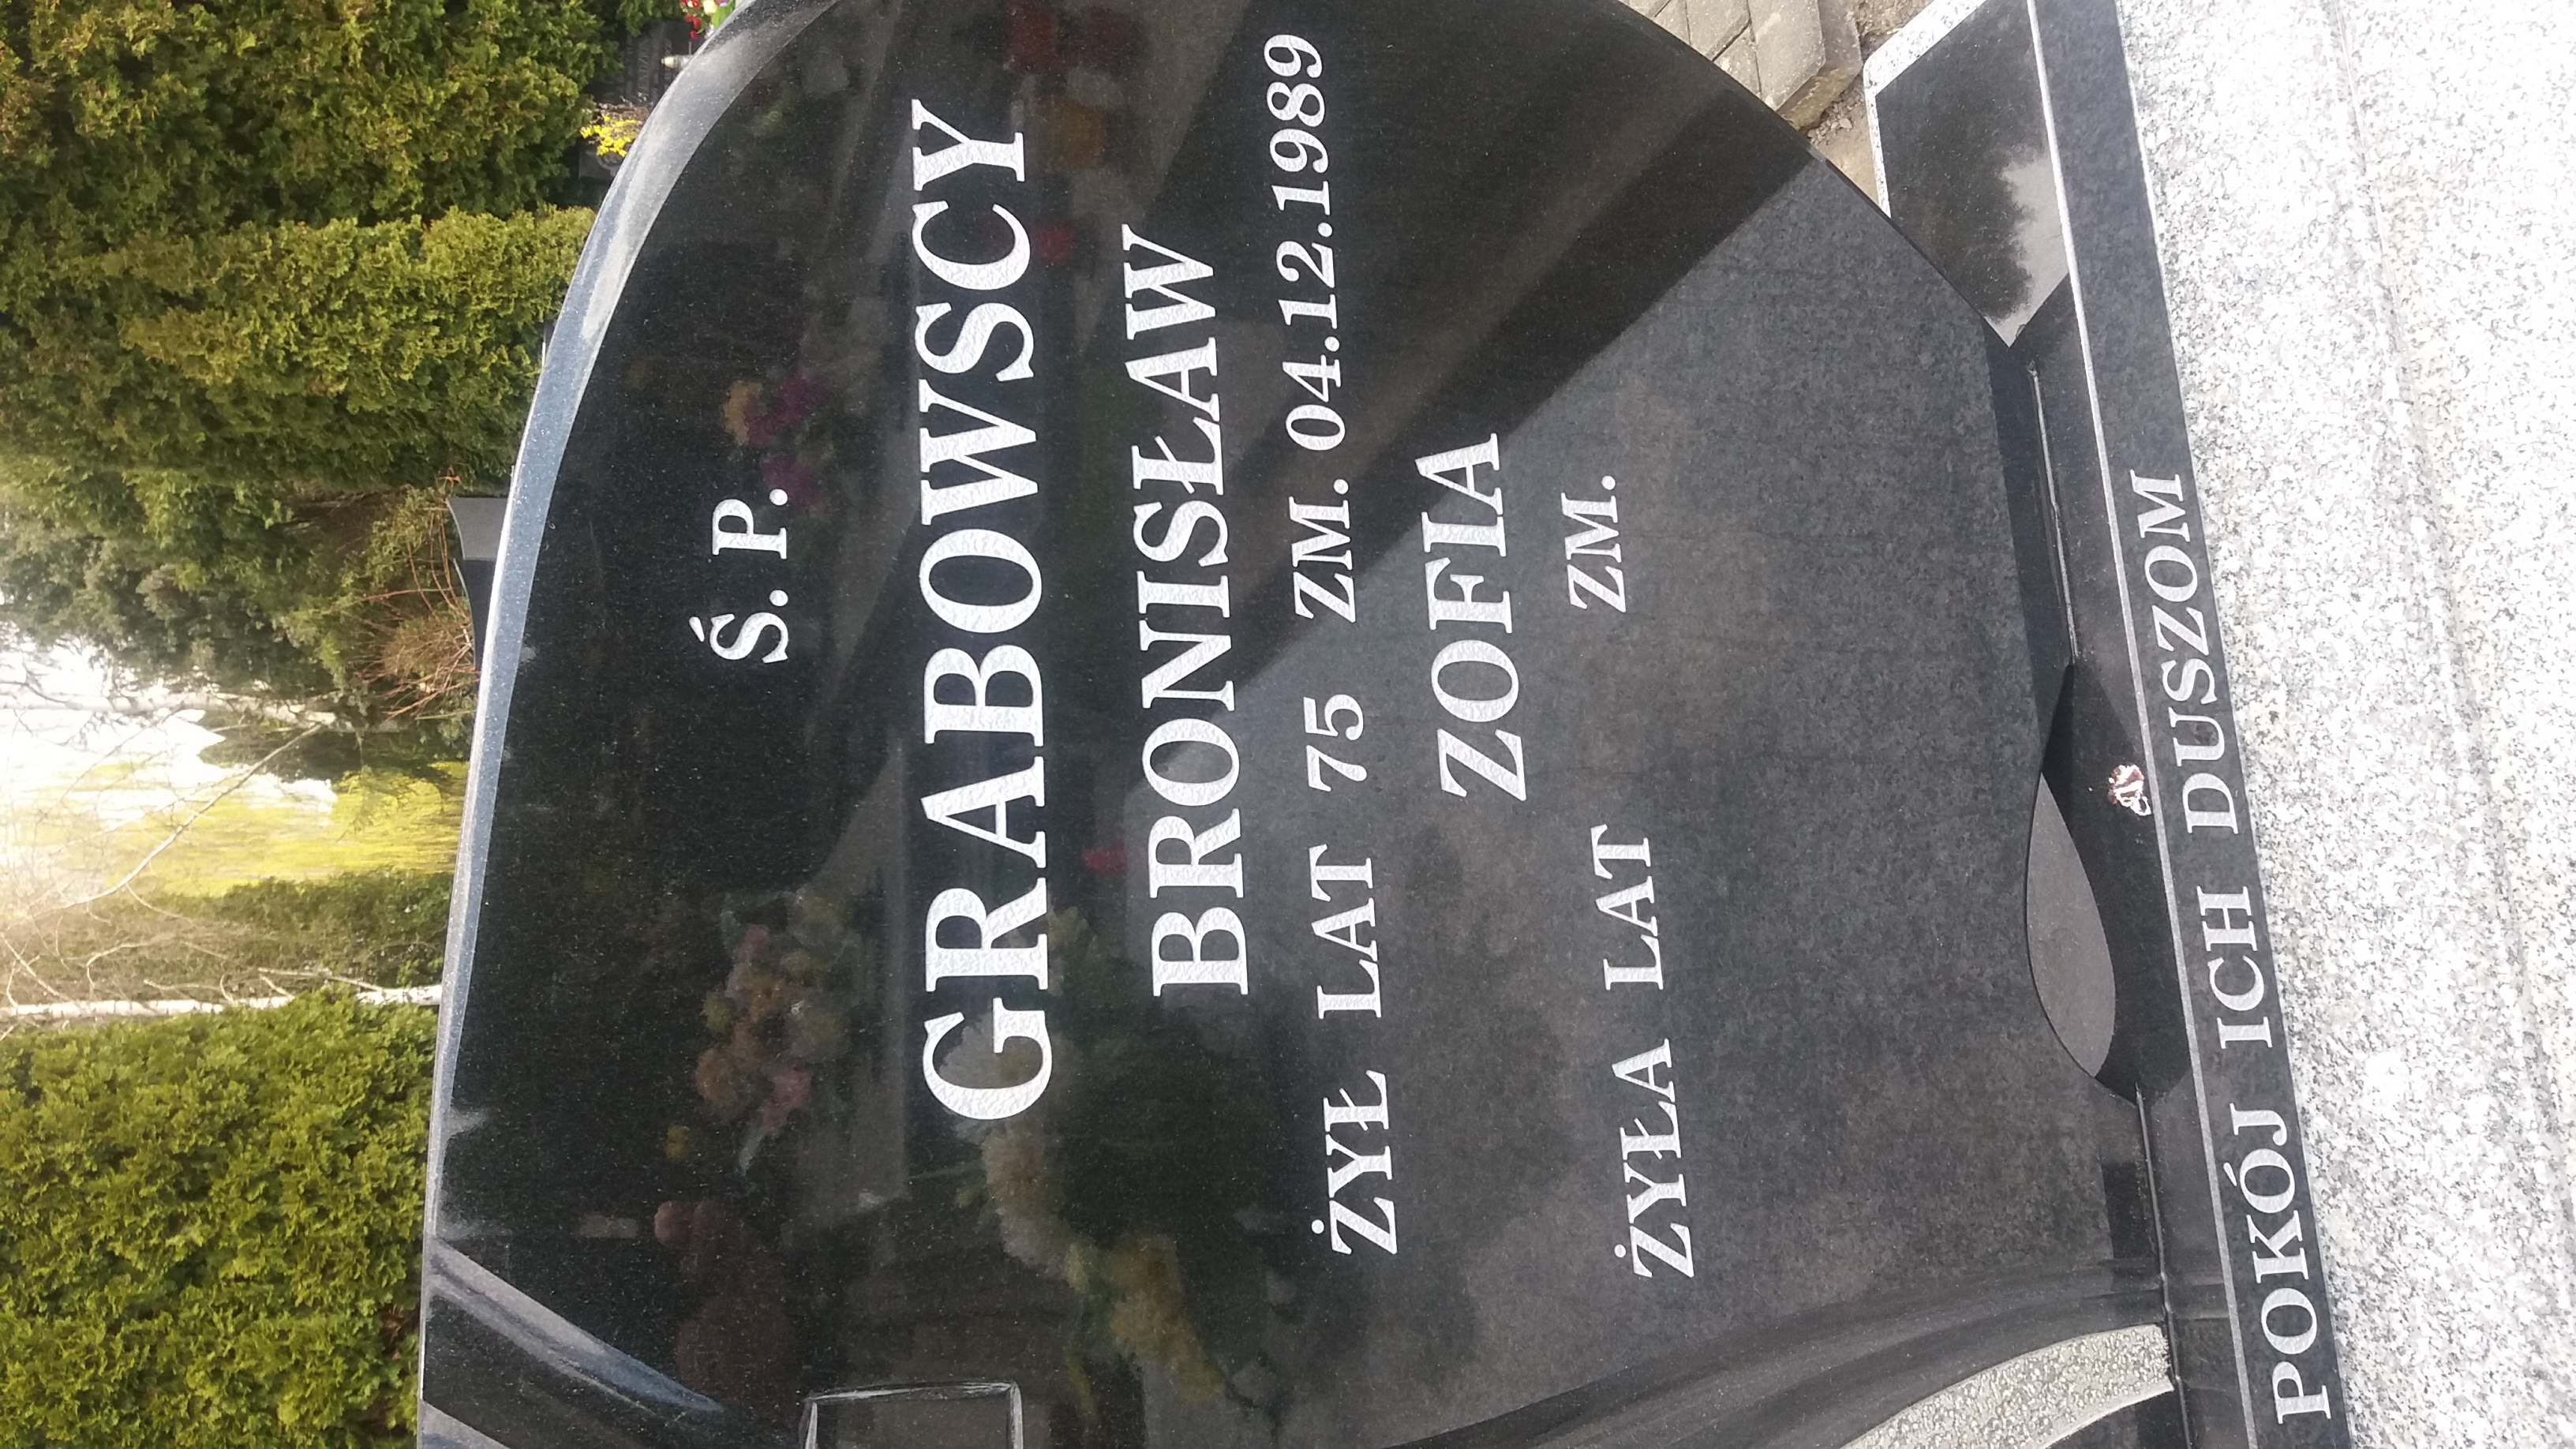 Ś. P.
GRABOWSCY
BRONISŁAW
ŻYŁ LAT 75 ZM. 04.12.1989
ZOFIA
ŻYŁA LAT ZM.
POKÓJ ICH DUSZOM